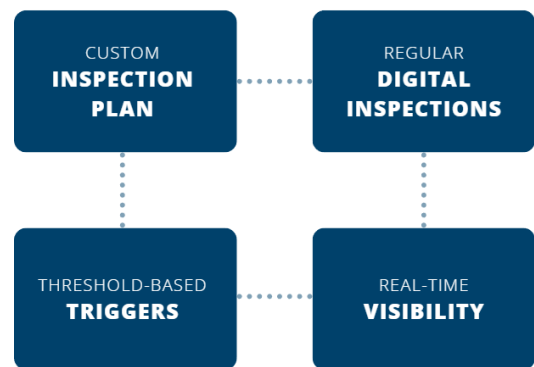 CUSTOM
INSPECTION
PLAN
REGULAR
DIGITAL
INSPECTIONS
THRESHOLD-BASED
TRIGGERS
REAL-TIME
VISIBILITY